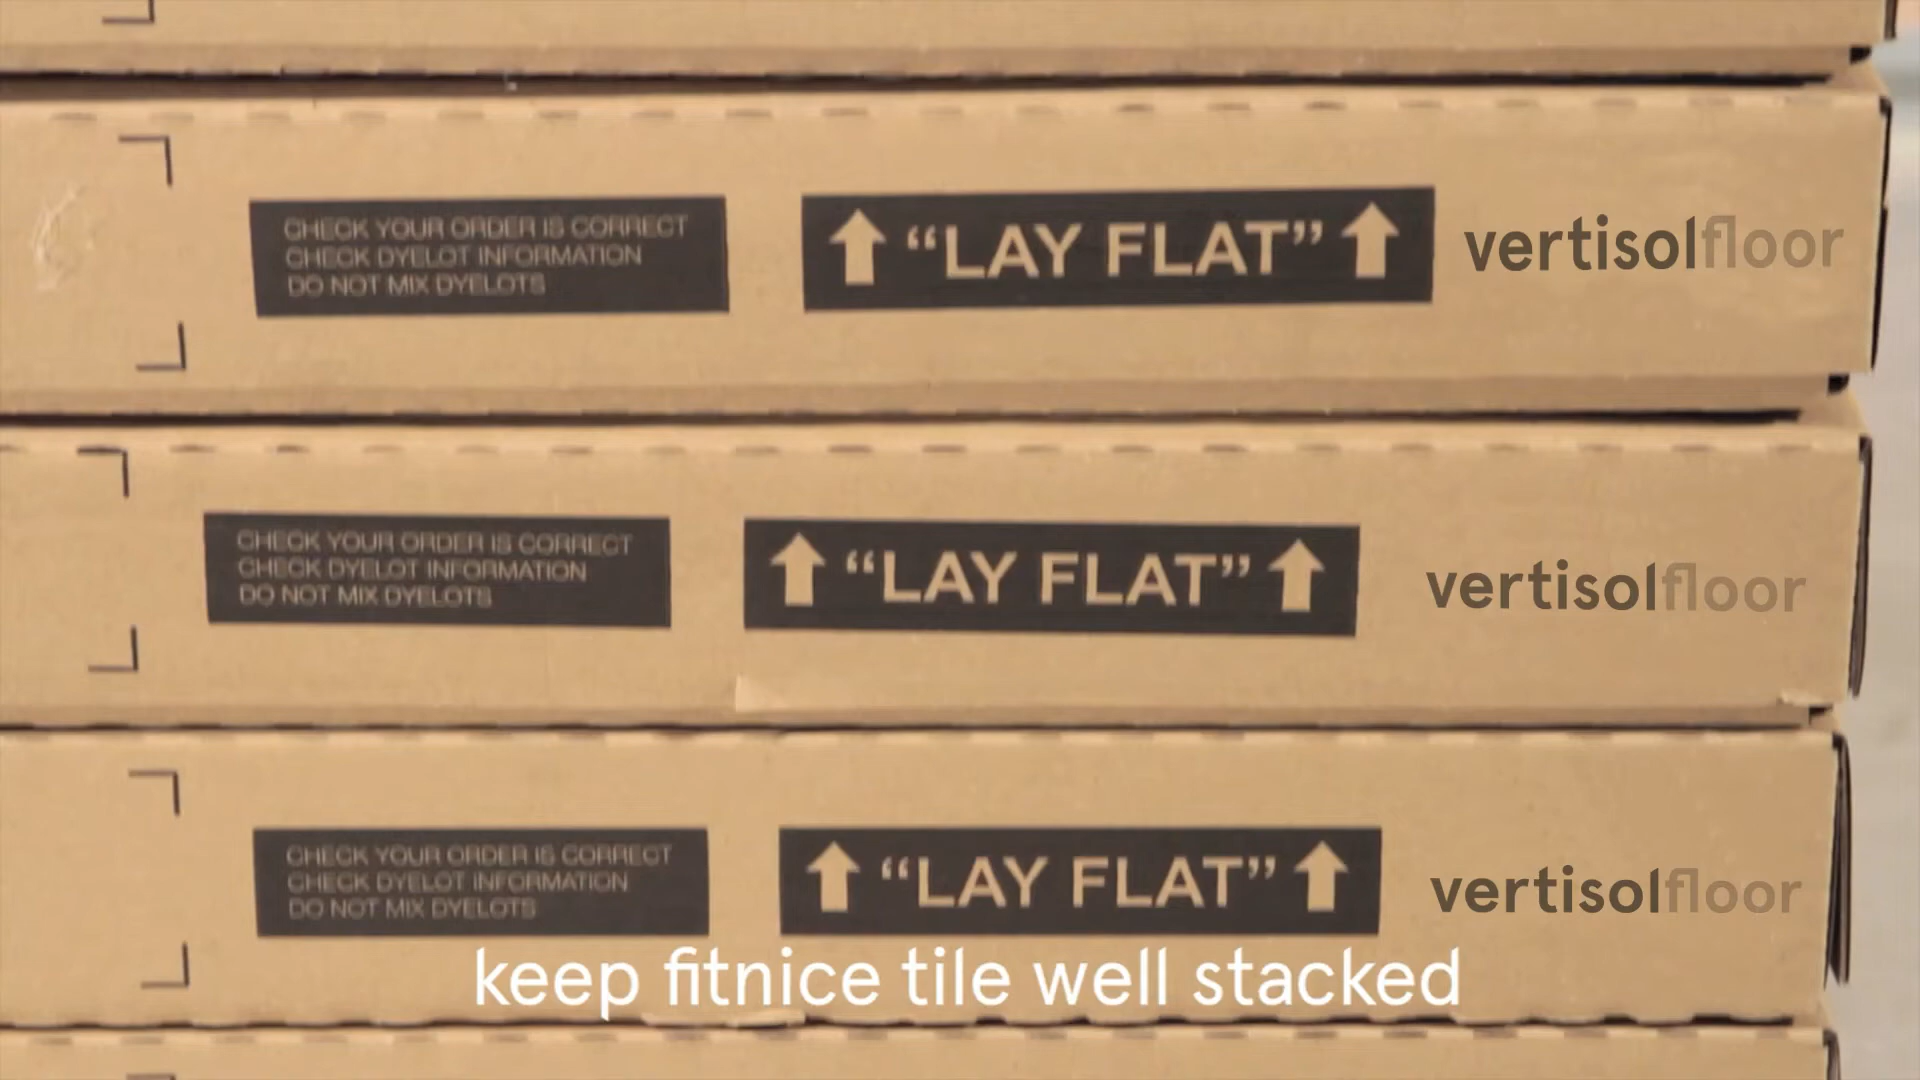 CHECK YOUR ORDER IS CORRECT
CHECK DYELOT INFORMATION
DO NOT MIX DYELOTS
“LAY FLAT”
vertisolfloor
CHECK YOUR ORDER IS CORRECT
CHECK DYELOT INFORMATION
DO NOT MIX DYELOTS
“LAY FLAT”
vertisolfloor
CHECK YOUR ORDER IS CORRECT
CHECK DYELOT INFORMATION
DO NOT MIX DYELOTS
“LAY FLAT”
vertisolfloor
keep fitnice tile well stacked